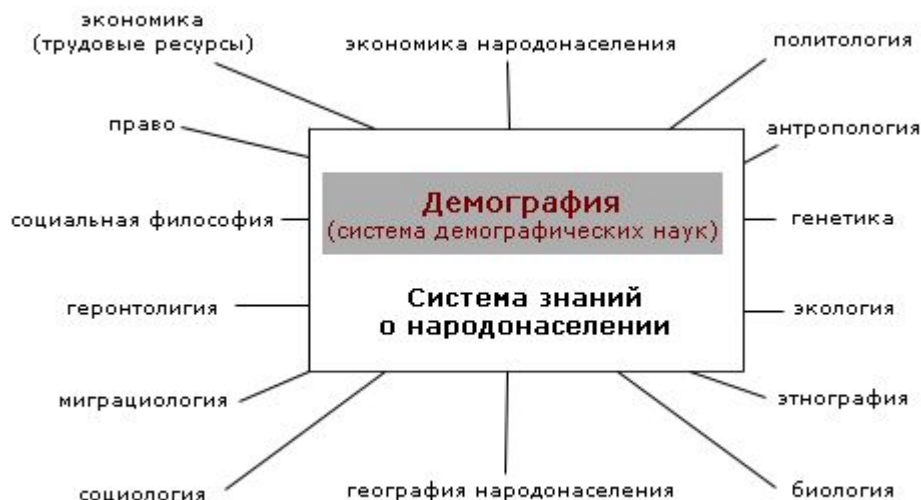 экономика
(трудовые ресурсы)
экономика народонаселения
политология
право
антропология
Демография
(система демографических наук)
социальная философия
генетика
Система знаний
о народонаселении
геронтолигия
экология
миграциология
этнография
социология
география народонаселения
биология